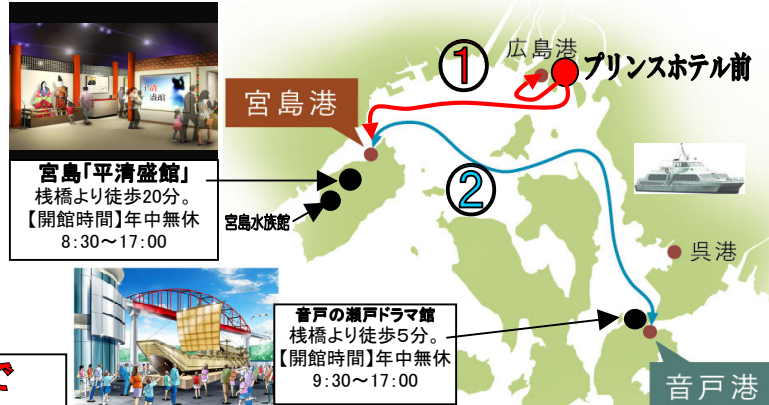 ①
広島港
プリンスホテル前
宮島港
宮島「平清盛館」
桟橋より徒歩20分。
【開館時間】年中無休
8:30～17:00
②
宮島水族館
呉港
音戸の瀬戸ドラマ館
桟橋より徒歩5分。
【開館時間】年中無休
9:30～17:00
音戸港